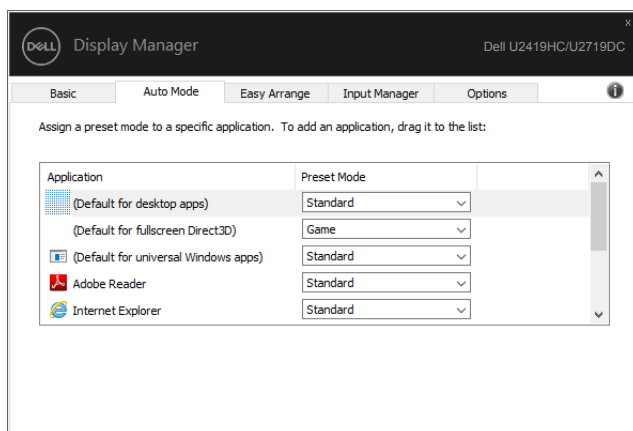 x
DELL Display Manager Dell U2419HC/U2719DC
Basic Auto Mode Easy Arrange Input Manager Options i
Assign a preset mode to a specific application. To add an application, drag it to the list:
Application Preset Mode
(Default for desktop apps) Standard
(Default for fullscreen Direct3D) Game
(Default for universal Windows apps) Standard
Adobe Reader Standard
Internet Explorer Standard